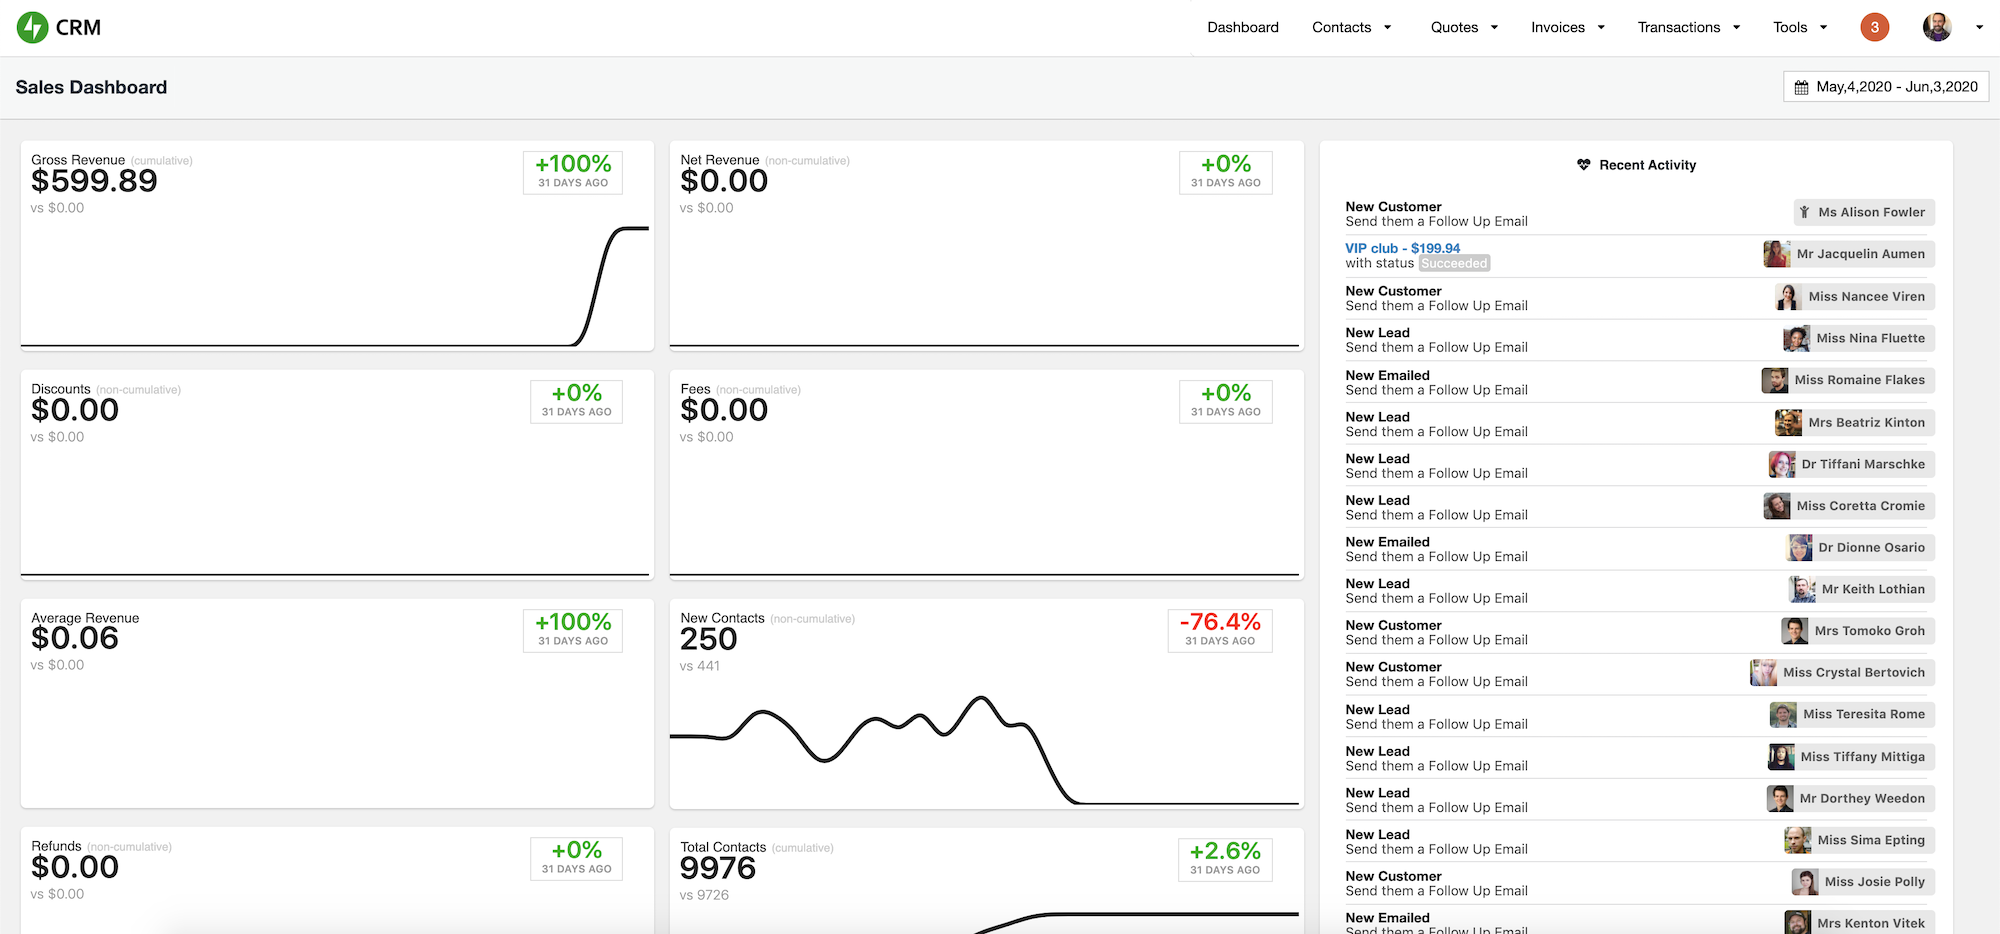 CRM
Dashboard Contacts Quotes Invoices Transactions Tools 3
Sales Dashboard
May,4,2020 - Jun,3,2020
Gross Revenue (cumulative)
$599.89
vs $0.00
+100%
31 DAYS AGO
Net Revenue (non-cumulative)
$0.00
vs $0.00
+0%
31 DAYS AGO
Discounts (non-cumulative)
$0.00
vs $0.00
+0%
31 DAYS AGO
Fees (non-cumulative)
$0.00
vs $0.00
+0%
31 DAYS AGO
Average Revenue
$0.06
vs $0.00
+100%
31 DAYS AGO
New Contacts (non-cumulative)
250
vs 441
-76.4%
31 DAYS AGO
Refunds (non-cumulative)
$0.00
vs $0.00
+0%
31 DAYS AGO
Total Contacts (cumulative)
9976
vs 9726
+2.6%
31 DAYS AGO
Recent Activity
New Customer
Send them a Follow Up Email
Ms Alison Fowler
VIP club - $199.94
with status Succeeded
Mr Jacquelin Aumen
New Customer
Send them a Follow Up Email
Miss Nancee Viren
New Lead
Send them a Follow Up Email
Miss Nina Fluette
New Emailed
Send them a Follow Up Email
Miss Romaine Flakes
New Lead
Send them a Follow Up Email
Mrs Beatriz Kinton
New Lead
Send them a Follow Up Email
Dr Tiffani Marschke
New Lead
Send them a Follow Up Email
Miss Coretta Cromie
New Emailed
Send them a Follow Up Email
Dr Dionne Osario
New Lead
Send them a Follow Up Email
Mr Keith Lothian
New Customer
Send them a Follow Up Email
Mrs Tomoko Groh
New Customer
Send them a Follow Up Email
Miss Crystal Bertovich
New Lead
Send them a Follow Up Email
Miss Teresita Rome
New Lead
Send them a Follow Up Email
Miss Tiffany Mittiga
New Lead
Send them a Follow Up Email
Mr Dorthey Weedon
New Lead
Send them a Follow Up Email
Miss Sima Epting
New Customer
Send them a Follow Up Email
Miss Josie Polly
New Emailed
Send them a Follow Up Email
Mrs Kenton Vitek